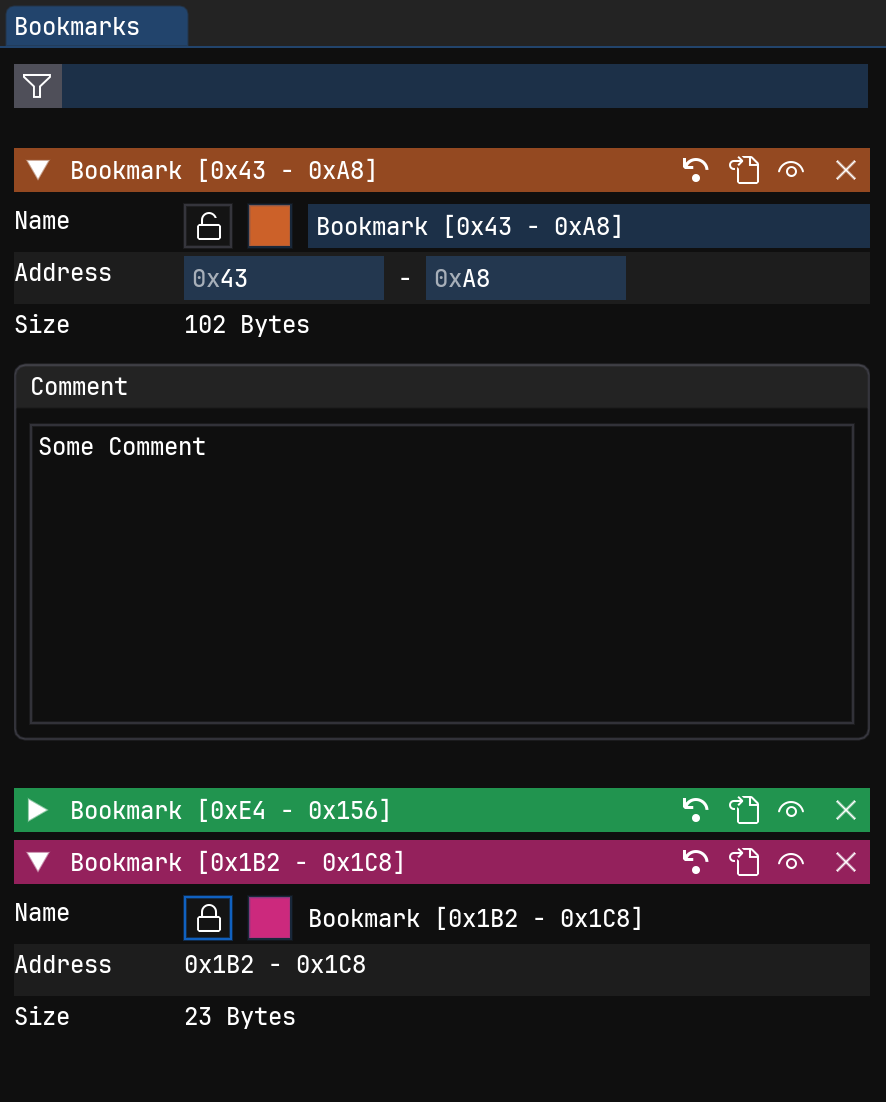 Bookmarks
Bookmark [0x43 - 0xA8]
Name Bookmark [0x43 - 0xA8]
Address 0x43 - 0xA8
Size 102 Bytes
Comment
Some Comment
Bookmark [0xE4 - 0x156]
Bookmark [0x1B2 - 0x1C8]
Name Bookmark [0x1B2 - 0x1C8]
Address 0x1B2 - 0x1C8
Size 23 Bytes